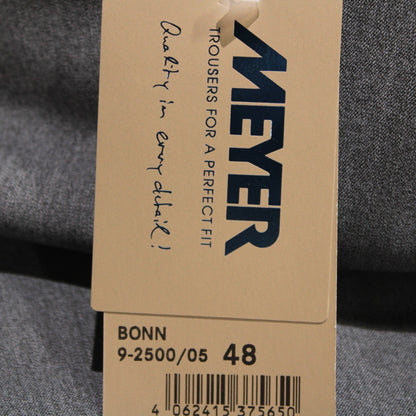 MEYER
TROUSERS FOR A PERFECT FIT
Quality in every detail!
BONN
9-2500/05 48
4 062415 375650